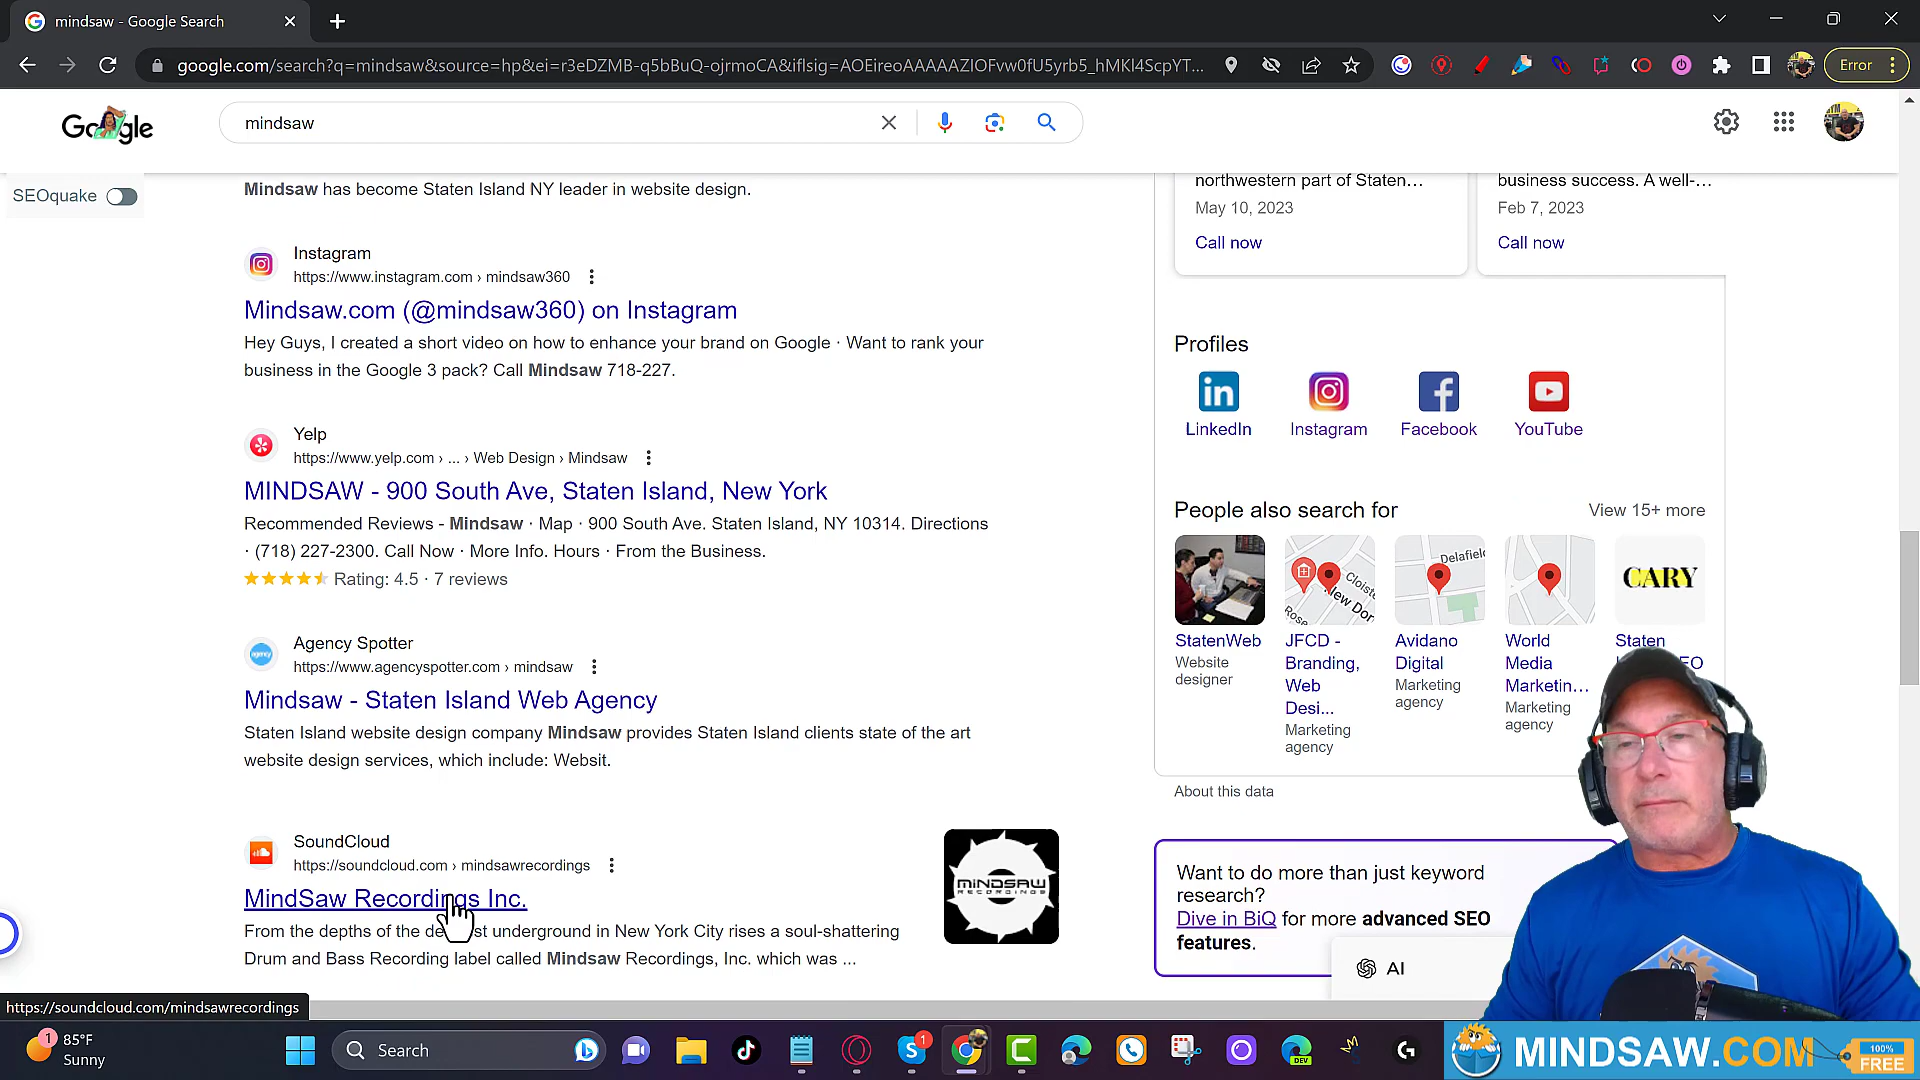 mindsaw - Google Search
google.com/search?q=mindsaw&source=hp&ei=r3eDZMB-q5bBuQ-ojrmoCA&iflsig=AOEireoAAAAAZIOFvw0fU5yrb5_hMKl4ScpYT...
Error
Google
mindsaw
SEOquake
Mindsaw has become Staten Island NY leader in website design.
Instagram
https://www.instagram.com › mindsaw360
Mindsaw.com (@mindsaw360) on Instagram
Hey Guys, I created a short video on how to enhance your brand on Google · Want to rank your
business in the Google 3 pack? Call Mindsaw 718-227.
Yelp
https://www.yelp.com › ... › Web Design › Mindsaw
MINDSAW - 900 South Ave, Staten Island, New York
Recommended Reviews - Mindsaw · Map · 900 South Ave. Staten Island, NY 10314. Directions
· (718) 227-2300. Call Now · More Info. Hours · From the Business.
Rating: 4.5 · 7 reviews
Agency Spotter
https://www.agencyspotter.com › mindsaw
Mindsaw - Staten Island Web Agency
Staten Island website design company Mindsaw provides Staten Island clients state of the art
website design services, which include: Websit.
SoundCloud
https://soundcloud.com › mindsawrecordings
MindSaw Recordings Inc.
From the depths of the underground in New York City rises a soul-shattering
Drum and Bass Recording label called Mindsaw Recordings, Inc. which was ...
MINDSAW
RECORDINGS
northwestern part of Staten...
May 10, 2023
Call now
business success. A well-...
Feb 7, 2023
Call now
Profiles
LinkedIn
Instagram
Facebook
YouTube
People also search for
View 15+ more
Cloiste
New Dor
Rose
Delafield
CARY
StatenWeb
Website
designer
JFCD -
Branding,
Web
Desi...
Marketing
agency
Avidano
Digital
Marketing
agency
World
Media
Marketin...
Marketing
agency
Staten
About this data
Want to do more than just keyword
research?
Dive in BiQ for more advanced SEO
features.
AI
https://soundcloud.com/mindsawrecordings
1
85°F
Sunny
Search
1
DEV
MINDSAW.COM
100%
FREE